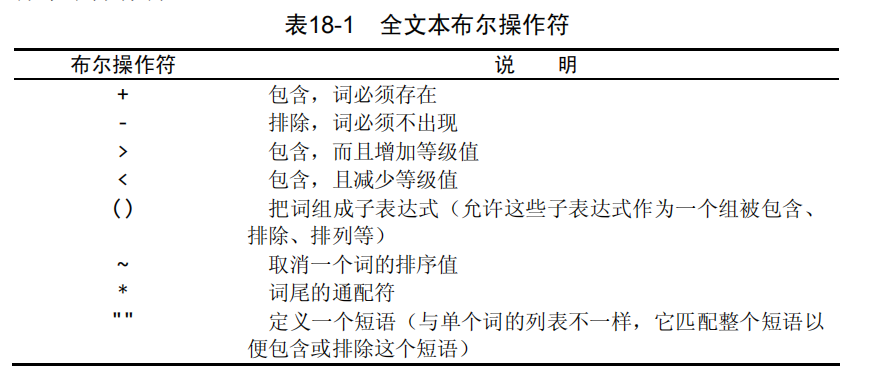 表18-1 全文本布尔操作符
布尔操作符 说 明
+ 包含，词必须存在
- 排除，词必须不出现
> 包含，而且增加等级值
< 包含，且减少等级值
() 把词组成子表达式（允许这些子表达式作为一个组被包含、
排除、排列等）
~ 取消一个词的排序值
* 词尾的通配符
"" 定义一个短语（与单个词的列表不一样，它匹配整个短语以
便包含或排除这个短语）